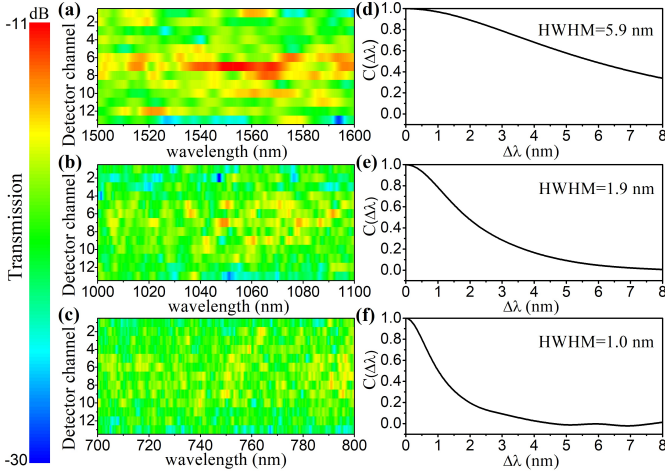 dB
-11
Transmission
-30
(a)
Detector channel
2
4
6
8
10
12
1500 1520 1540 1560 1580 1600
wavelength (nm)
(d)
C(Δλ)
1.0
0.8
0.6
0.4
0.2
0.0
HWHM=5.9 nm
0 1 2 3 4 5 6 7 8
Δλ (nm)
(b)
Detector channel
2
4
6
8
10
12
1000 1020 1040 1060 1080 1100
wavelength (nm)
(e)
C(Δλ)
1.0
0.8
0.6
0.4
0.2
0.0
HWHM=1.9 nm
0 1 2 3 4 5 6 7 8
Δλ (nm)
(c)
Detector channel
2
4
6
8
10
12
700 720 740 760 780 800
wavelength (nm)
(f)
C(Δλ)
1.0
0.8
0.6
0.4
0.2
0.0
HWHM=1.0 nm
0 1 2 3 4 5 6 7 8
Δλ (nm)